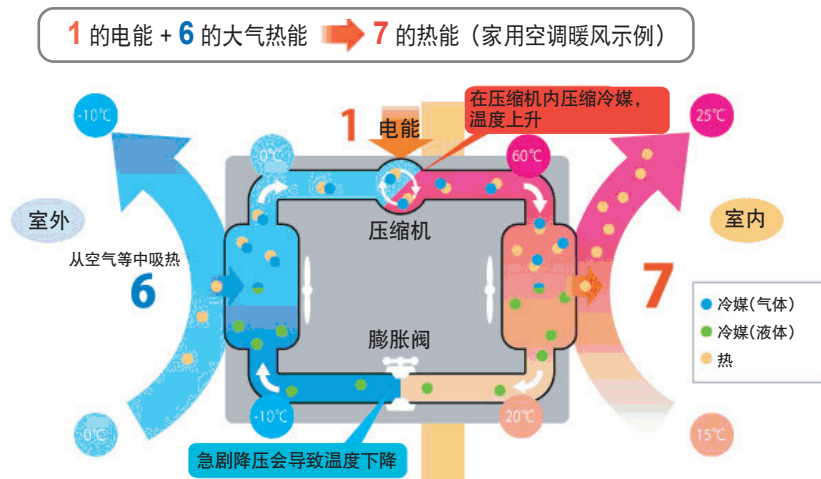 1 的电能 + 6 的大气热能 7 的热能（家用空调暖风示例）
在压缩机内压缩冷媒，
温度上升
1 电能
-10℃
0℃
60℃
25℃
压缩机
室外
室内
从空气等中吸热
6
7
冷媒（气体）
冷媒（液体）
热
膨胀阀
0℃
-10℃
20℃
15℃
急剧降压会导致温度下降